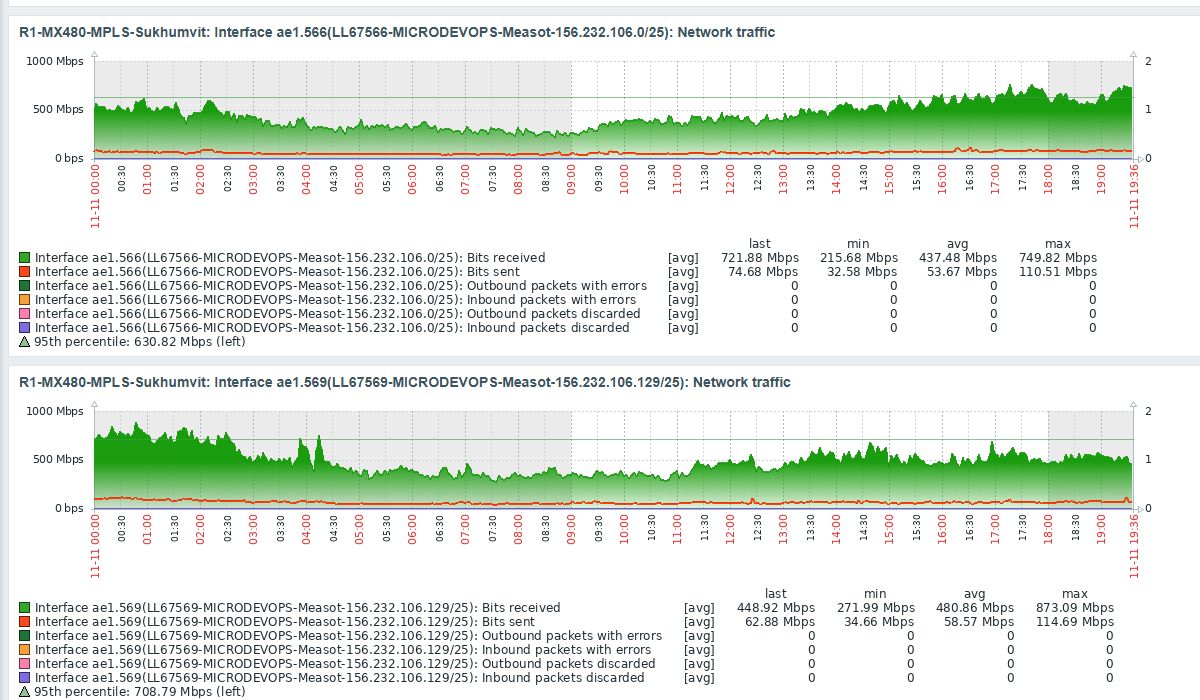 R1-MX480-MPLS-Sukhumvit: Interface ae1.566(LL67566-MICRODEVOPS-Measot-156.232.106.0/25): Network traffic
1000 Mbps 2
500 Mbps 1
0 bps 0
11-11 00:00 00:30 01:00 01:30 02:00 02:30 03:00 03:30 04:00 04:30 05:00 05:30 06:00 06:30 07:00 07:30 08:00 08:30 09:00 09:30 10:00 10:30 11:00 11:30 12:00 12:30 13:00 13:30 14:00 14:30 15:00 15:30 16:00 16:30 17:00 17:30 18:00 18:30 19:00 11-11 19:36
last min avg max
Interface ae1.566(LL67566-MICRODEVOPS-Measot-156.232.106.0/25): Bits received [avg] 721.88 Mbps 215.68 Mbps 437.48 Mbps 749.82 Mbps
Interface ae1.566(LL67566-MICRODEVOPS-Measot-156.232.106.0/25): Bits sent [avg] 74.68 Mbps 32.58 Mbps 53.67 Mbps 110.51 Mbps
Interface ae1.566(LL67566-MICRODEVOPS-Measot-156.232.106.0/25): Outbound packets with errors [avg] 0 0 0 0
Interface ae1.566(LL67566-MICRODEVOPS-Measot-156.232.106.0/25): Inbound packets with errors [avg] 0 0 0 0
Interface ae1.566(LL67566-MICRODEVOPS-Measot-156.232.106.0/25): Outbound packets discarded [avg] 0 0 0 0
Interface ae1.566(LL67566-MICRODEVOPS-Measot-156.232.106.0/25): Inbound packets discarded [avg] 0 0 0 0
95th percentile: 630.82 Mbps (left)
R1-MX480-MPLS-Sukhumvit: Interface ae1.569(LL67569-MICRODEVOPS-Measot-156.232.106.129/25): Network traffic
1000 Mbps 2
500 Mbps 1
0 bps 0
11-11 00:00 00:30 01:00 01:30 02:00 02:30 03:00 03:30 04:00 04:30 05:00 05:30 06:00 06:30 07:00 07:30 08:00 08:30 09:00 09:30 10:00 10:30 11:00 11:30 12:00 12:30 13:00 13:30 14:00 14:30 15:00 15:30 16:00 16:30 17:00 17:30 18:00 18:30 19:00 11-11 19:36
last min avg max
Interface ae1.569(LL67569-MICRODEVOPS-Measot-156.232.106.129/25): Bits received [avg] 448.92 Mbps 271.99 Mbps 480.86 Mbps 873.09 Mbps
Interface ae1.569(LL67569-MICRODEVOPS-Measot-156.232.106.129/25): Bits sent [avg] 62.88 Mbps 34.66 Mbps 58.57 Mbps 114.69 Mbps
Interface ae1.569(LL67569-MICRODEVOPS-Measot-156.232.106.129/25): Outbound packets with errors [avg] 0 0 0 0
Interface ae1.569(LL67569-MICRODEVOPS-Measot-156.232.106.129/25): Inbound packets with errors [avg] 0 0 0 0
Interface ae1.569(LL67569-MICRODEVOPS-Measot-156.232.106.129/25): Outbound packets discarded [avg] 0 0 0 0
Interface ae1.569(LL67569-MICRODEVOPS-Measot-156.232.106.129/25): Inbound packets discarded [avg] 0 0 0 0
95th percentile: 708.79 Mbps (left)